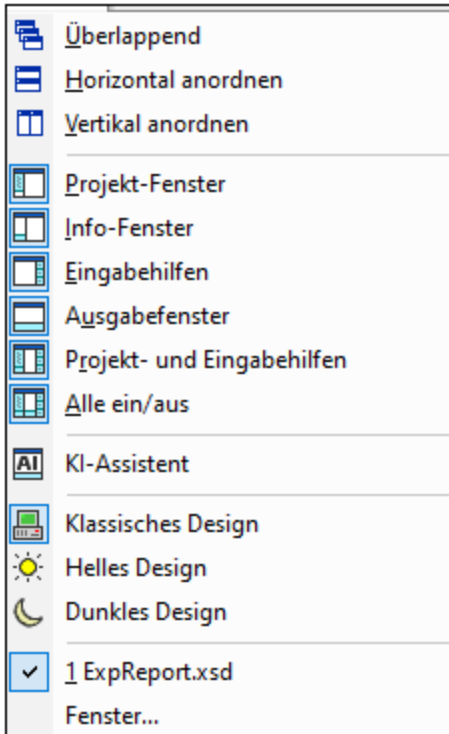 Überlappend
Horizontal anordnen
Vertikal anordnen
Projekt-Fenster
Info-Fenster
Eingabehilfen
Ausgabefenster
Projekt- und Eingabehilfen
Alle ein/aus
AI KI-Assistent
Klassisches Design
Helles Design
Dunkles Design
1 ExpReport.xsd
Fenster...